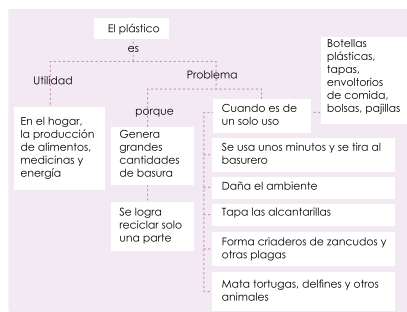 El plástico
es
Utilidad
Problema
Botellas
plásticas,
tapas,
envoltorios
de comida,
bolsas, pajillas
En el hogar,
la producción
de alimentos,
medicinas y
energía
porque
Genera
grandes
cantidades
de basura
Se logra
reciclar solo
una parte
Cuando es de
un solo uso
Se usa unos minutos y se tira al
basurero
Daña el ambiente
Tapa las alcantarillas
Forma criaderos de zancudos y
otras plagas
Mata tortugas, delfines y otros
animales